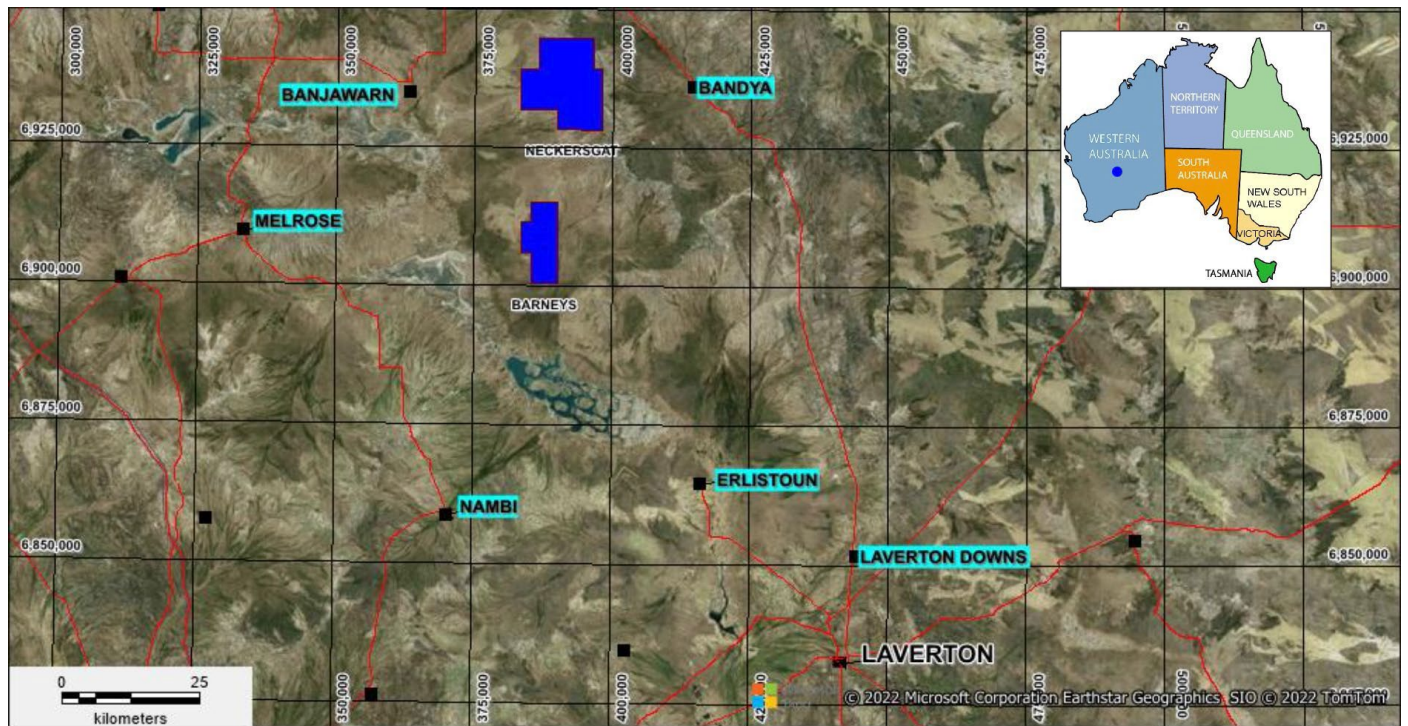 300,000
325,000
350,000
375,000
400,000
425,000
450,000
475,000
BANJAWARN
BANDYA
6,925,000
6,925,000
NECKERSGAT
MELROSE
6,900,000
6,900,000
BARNEYS
6,875,000
6,875,000
ERLISTOUN
NAMBI
6,850,000
6,850,000
LAVERTON DOWNS
LAVERTON
350,000
375,000
400,000
NORTHERN
TERRITORY
WESTERN
AUSTRALIA
QUEENSLAND
SOUTH
AUSTRALIA
NEW SOUTH
WALES
VICTORIA
TASMANIA
0 25
kilometers
© 2022 Microsoft Corporation Earthstar Geographics SIO © 2022 TomTom